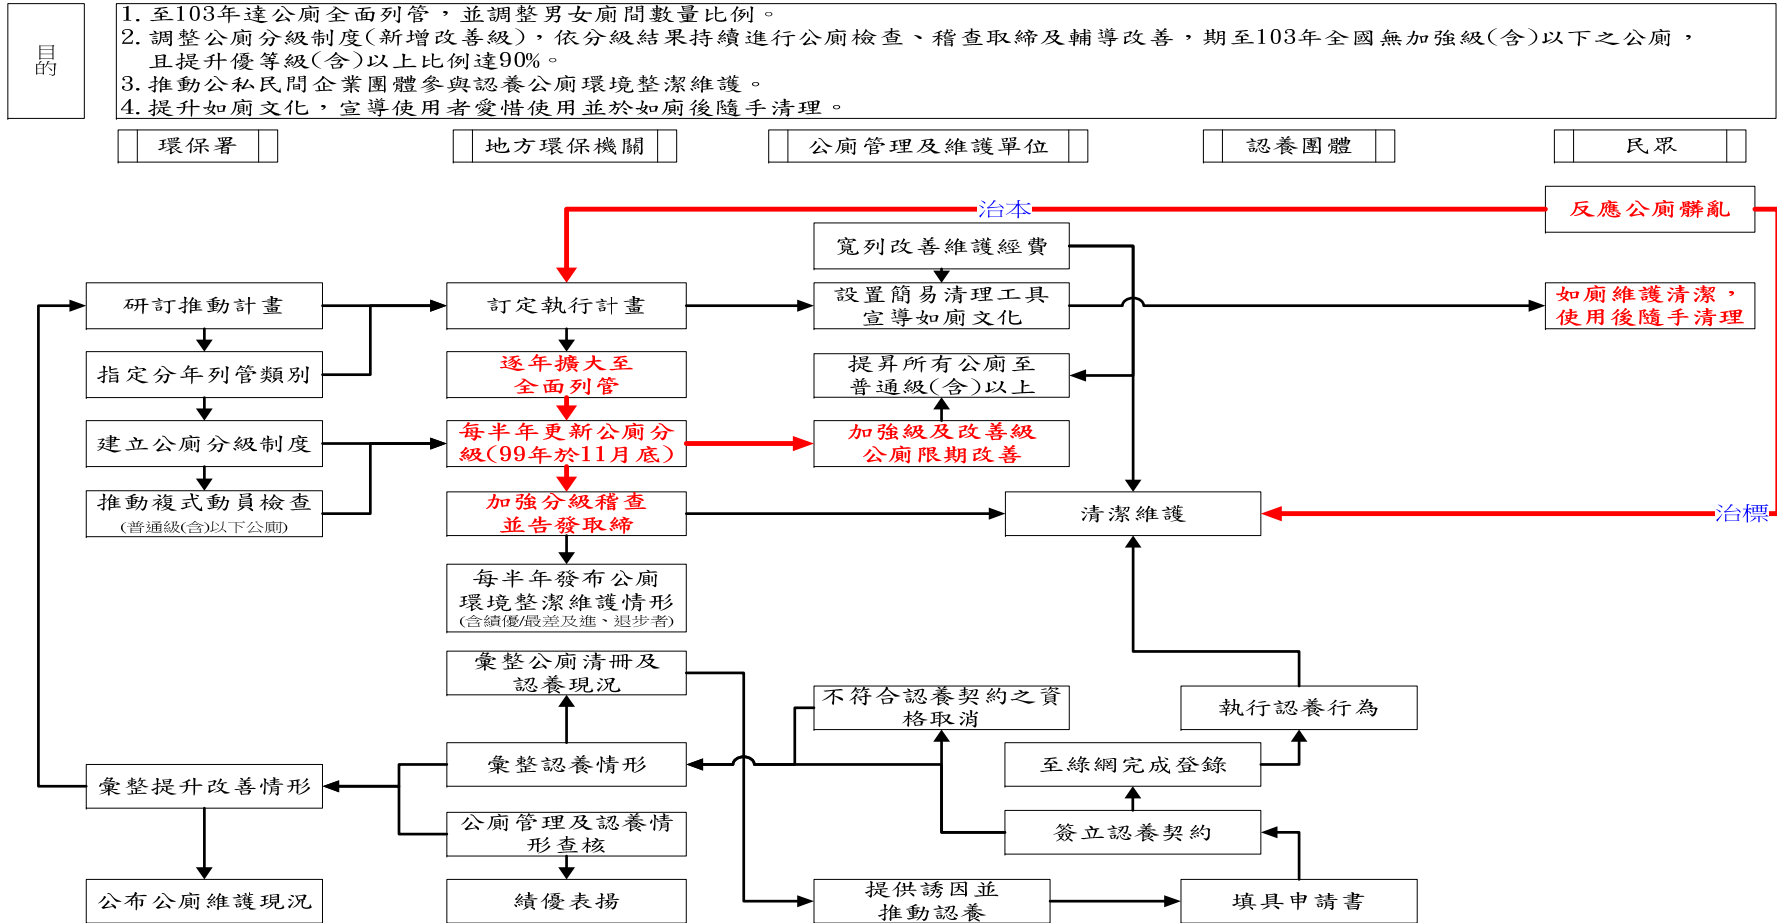 目的
1. 至103年達公廁全面列管，並調整男女廁間數量比例。
2. 調整公廁分級制度(新增改善級)，依分級結果持續進行公廁檢查、稽查取締及輔導改善，期至103年全國無加強級(含)以下之公廁，
且提升優等級(含)以上比例達90%。
3. 推動公私民間企業團體參與認養公廁環境整潔維護。
4. 提升如廁文化，宣導使用者愛惜使用並於如廁後隨手清理。
環保署
地方環保機關
公廁管理及維護單位
認養團體
民眾
治本
反應公廁髒亂
寬列改善維護經費
研訂推動計畫
訂定執行計畫
設置簡易清理工具
宣導如廁文化
如廁維護清潔，
使用後隨手清理
指定分年列管類別
逐年擴大至
全面列管
提昇所有公廁至
普通級(含)以上
建立公廁分級制度
每半年更新公廁分
級(99年於11月底)
加強級及改善級
公廁限期改善
推動複式動員檢查
(普通級(含)以下公廁)
加強分級稽查
並告發取締
清潔維護
治標
每半年發布公廁
環境整潔維護情形
(含績優/最差及進、退步者)
彙整公廁清冊及
認養現況
不符合認養契約之資
格取消
執行認養行為
彙整提升改善情形
彙整認養情形
至綠網完成登錄
公廁管理及認養情
形查核
簽立認養契約
公布公廁維護現況
績優表揚
提供誘因並
推動認養
填具申請書